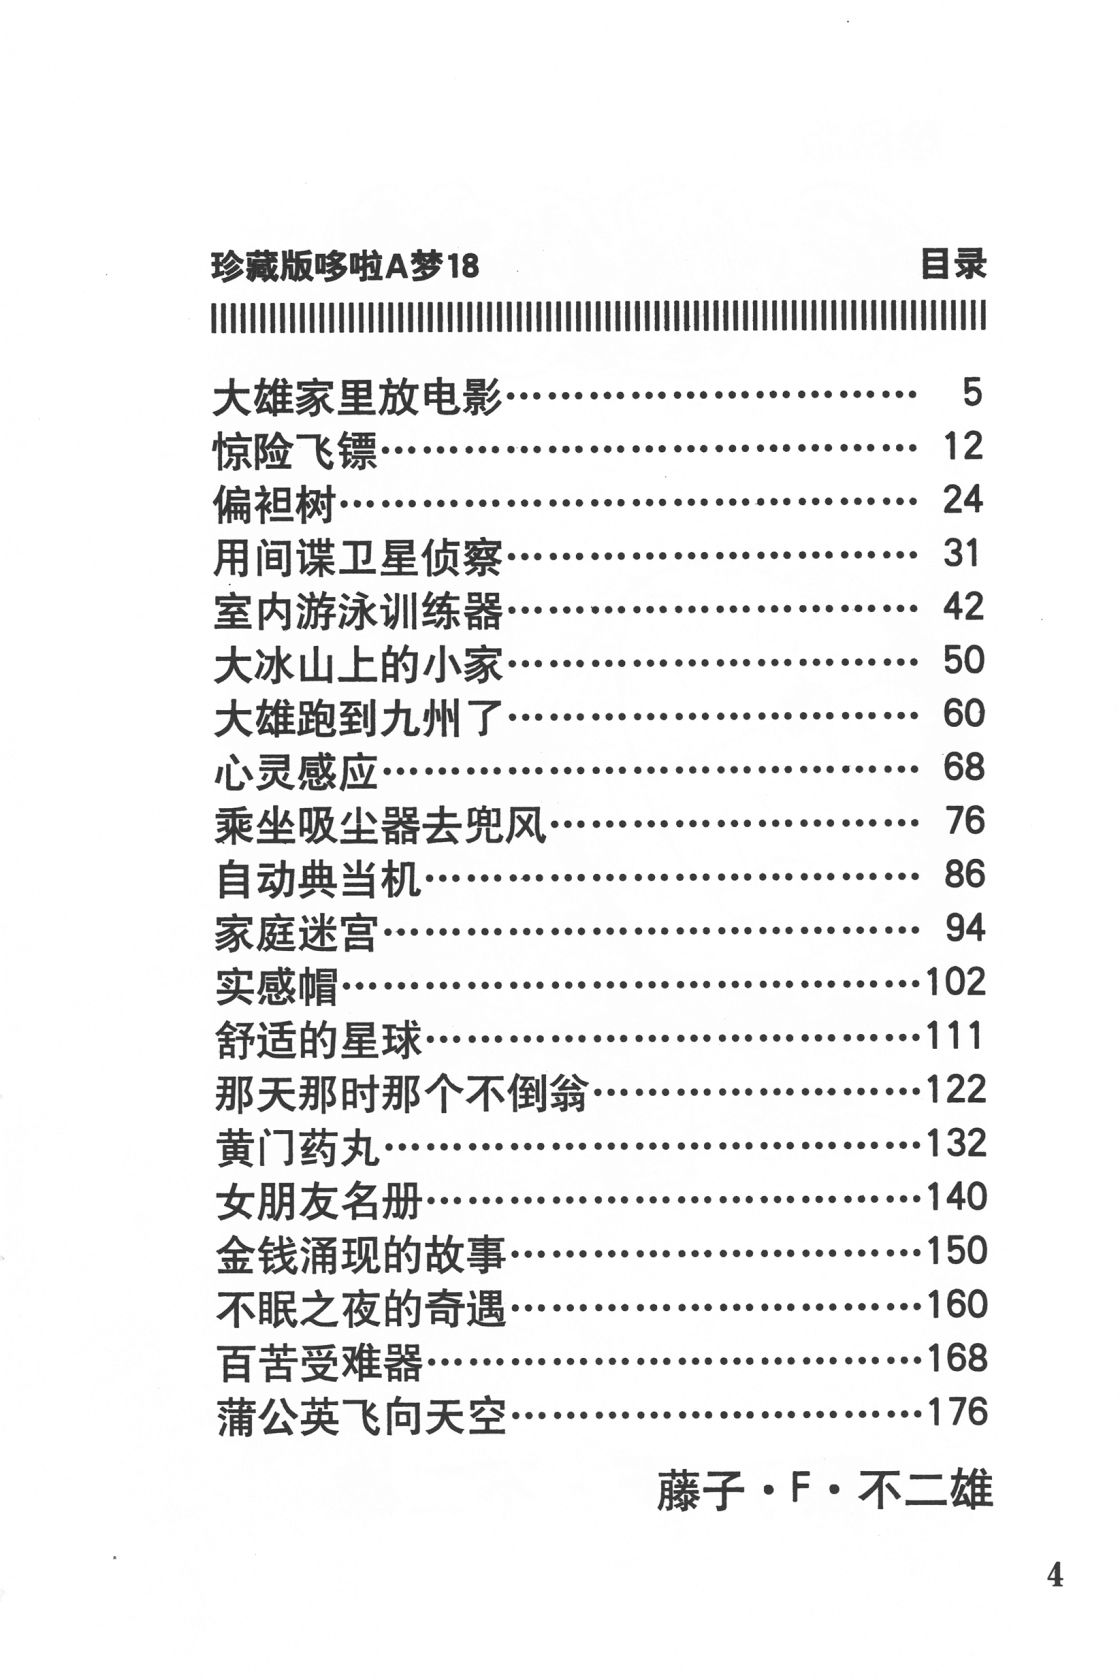 珍藏版哆啦A梦18 目录
大雄家里放电影…………………………… 5
惊险飞镖…………………………………… 12
偏袒树……………………………………… 24
用间谍卫星侦察…………………………… 31
室内游泳训练器…………………………… 42
大冰山上的小家…………………………… 50
大雄跑到九州了…………………………… 60
心灵感应…………………………………… 68
乘坐吸尘器去兜风………………………… 76
自动典当机………………………………… 86
家庭迷宫…………………………………… 94
实感帽………………………………………102
舒适的星球…………………………………111
那天那时那个不倒翁………………………122
黄门药丸……………………………………132
女朋友名册…………………………………140
金钱涌现的故事……………………………150
不眠之夜的奇遇……………………………160
百苦受难器…………………………………168
蒲公英飞向天空……………………………176
藤子·F·不二雄
4